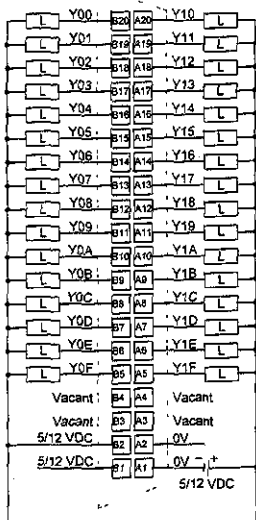 L Y00 B20 A20 Y10 L
L Y01 B19 A19 Y11 L
L Y02 B18 A18 Y12 L
L Y03 B17 A17 Y13 L
L Y04 B16 A16 Y14 L
L Y05 B15 A15 Y15 L
L Y06 B14 A14 Y16 L
L Y07 B13 A13 Y17 L
L Y08 B12 A12 Y18 L
L Y09 B11 A11 Y19 L
L Y0A B10 A10 Y1A L
L Y0B B9 A9 Y1B L
L Y0C B8 A8 Y1C L
L Y0D B7 A7 Y1D L
L Y0E B6 A6 Y1E L
L Y0F B5 A5 Y1F L
Vacant B4 A4 Vacant
Vacant B3 A3 Vacant
5/12 VDC B2 A2 0V
5/12 VDC B1 A1 0V - +
5/12 VDC